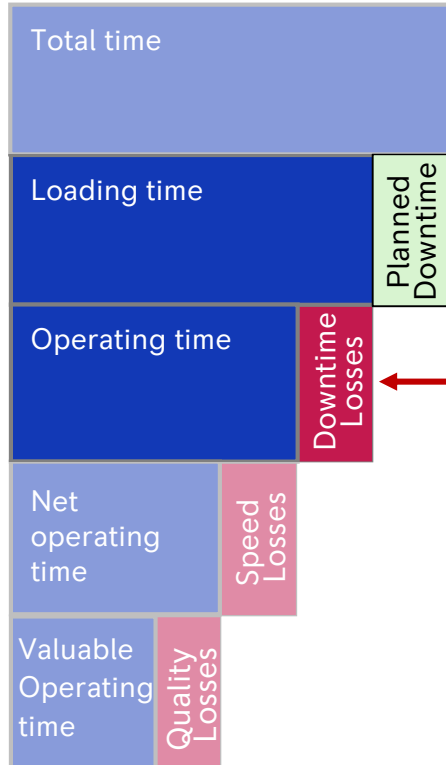 Total time
Loading time
Planned
Downtime
Operating time
Downtime
Losses
Net
operating
time
Speed
Losses
Valuable
Operating
time
Quality
Losses